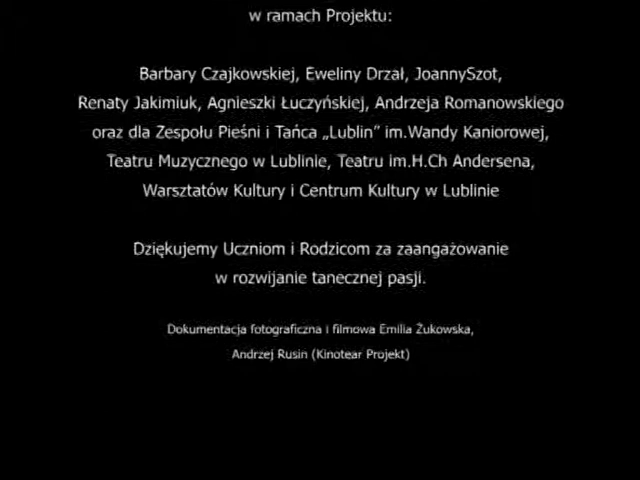 w ramach Projektu:
Barbary Czajkowskiej, Eweliny Drzał, JoannySzot,
Renaty Jakimiuk, Agnieszki Łuczyńskiej, Andrzeja Romanowskiego
oraz dla Zespołu Pieśni i Tańca „Lublin” im.Wandy Kaniorowej,
Teatru Muzycznego w Lublinie, Teatru im.H.Ch Andersena,
Warsztatów Kultury i Centrum Kultury w Lublinie
Dziękujemy Uczniom i Rodzicom za zaangażowanie
w rozwijanie tanecznej pasji.
Dokumentacja fotograficzna i filmowa Emilia Żukowska,
Andrzej Rusin (Kinotear Projekt)